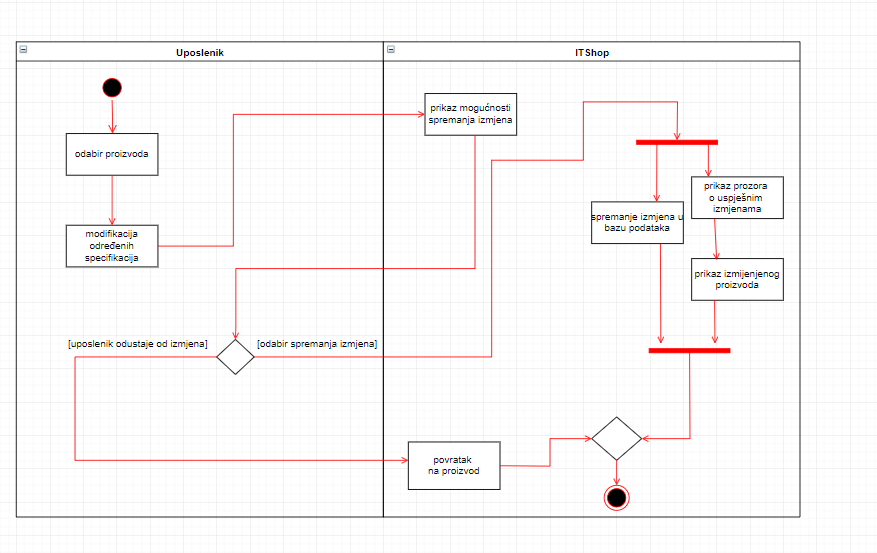 Uposlenik
ITShop
odabir proizvoda
modifikacija
određenih
specifikacija
prikaz mogućnosti
spremanja izmjena
[uposlenik odustaje od izmjena]
[odabir spremanja izmjena]
spremanje izmjena u
bazu podataka
prikaz prozora
o uspješnim
izmjenama
prikaz izmijenjenog
proizvoda
povratak
na proizvod